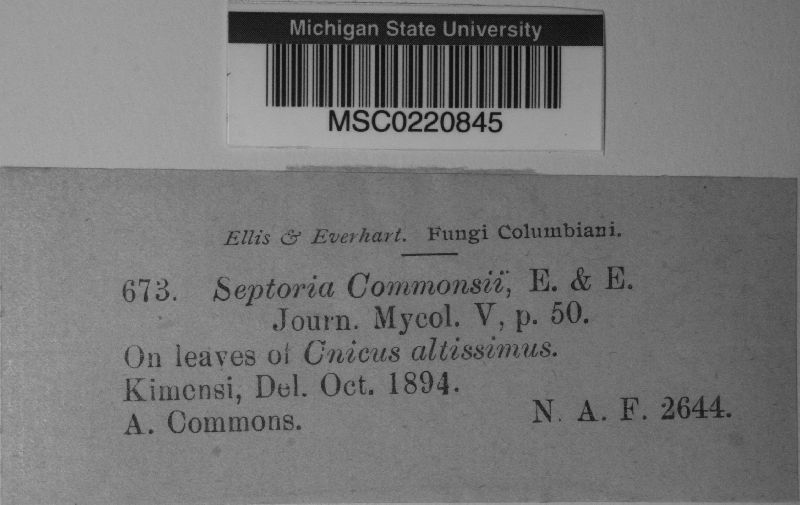 Michigan State University
MSC0220845
Ellis & Everhart. Fungi Columbiani.
673. Septoria Commonsii, E. & E.
Journ. Mycol. V, p. 50.
On leaves of Cnicus altissimus.
Kimensi, Del. Oct. 1894.
A. Commons.
N. A. F. 2644.